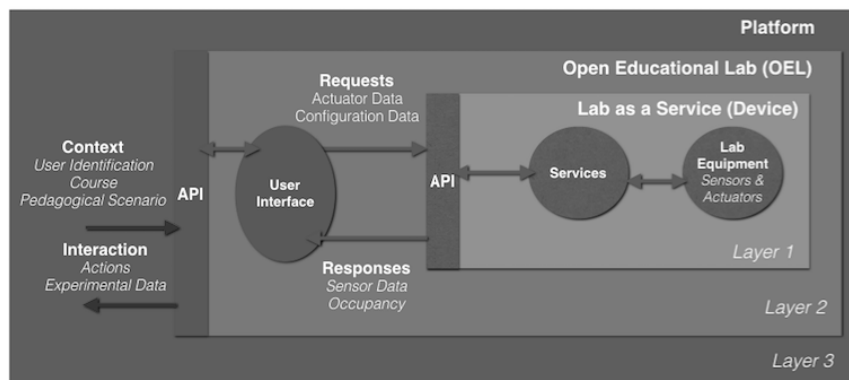 Platform
Open Educational Lab (OEL)
Requests
Actuator Data
Configuration Data
Lab as a Service (Device)
Context
User Identification
Course
Pedagogical Scenario
API
User
Interface
API
Services
Lab
Equipment
Sensors &
Actuators
Interaction
Actions
Experimental Data
Responses
Sensor Data
Occupancy
Layer 1
Layer 2
Layer 3